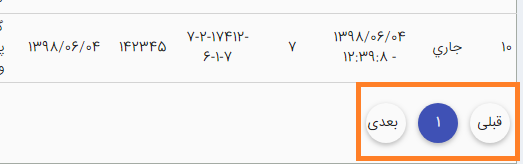 ۱۰ جاري ۱۳۹۸/۰۶/۰۴ - ۱۲:۳۹:۸ ۷ ۷-۲-۱۷۴۱۲-۶-۱-۷ ۱۴۲۳۴۵ ۱۳۹۸/۰۶/۰۴
قبلی ۱ بعدی